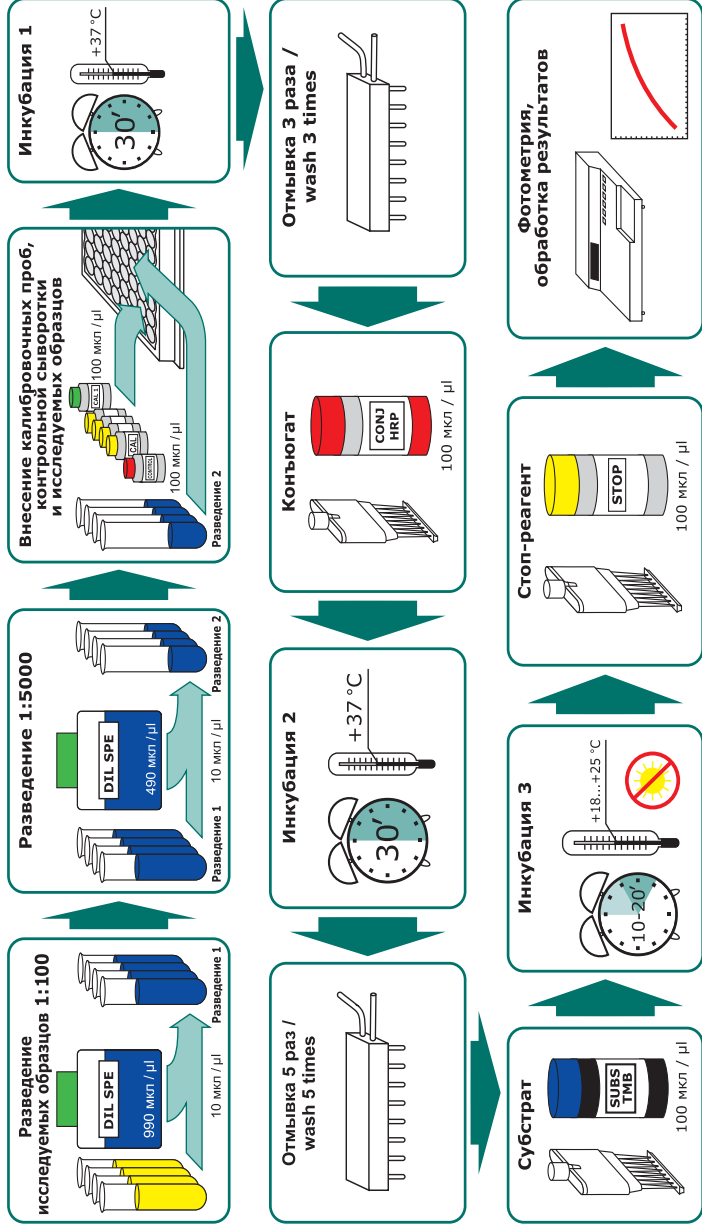 Разведение
исследуемых образцов 1:100
DIL SPE
990 мкл / µl
10 мкл / µl
Разведение 1
Разведение 1:5000
DIL SPE
490 мкл / µl
Разведение 1
10 мкл / µl
Разведение 2
Внесение калибровочных проб,
контрольной сыворотки
и исследуемых образцов
CAL 1
CAL
CONTROL
100 мкл / µl
100 мкл / µl
Разведение 2
Инкубация 1
30′
+37 °C
Отмывка 3 раза /
wash 3 times
Конъюгат
CONJ
HRP
100 мкл / µl
Инкубация 2
30′
+37 °C
Отмывка 5 раз /
wash 5 times
Субстрат
SUBS
TMB
100 мкл / µl
Инкубация 3
10-20′
+18...+25 °C
Стоп-реагент
STOP
100 мкл / µl
Фотометрия,
обработка результатов